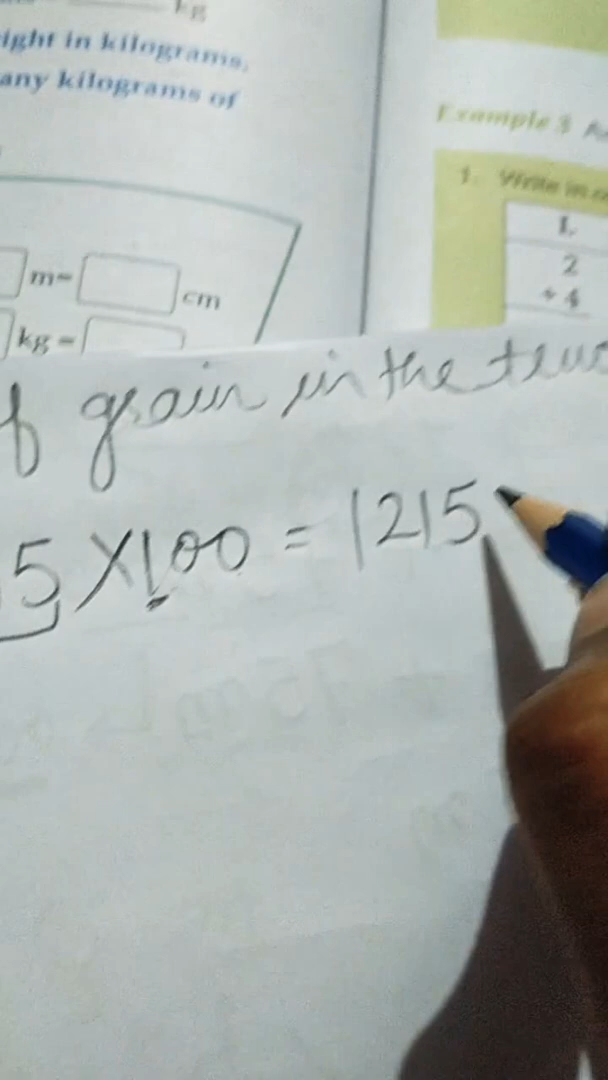 kg
ight in kilograms,
any kilograms of
m= cm
kg =
Example 3
1. Write in
L
2
+ 4
f grain in the
5 X 100 = 1215